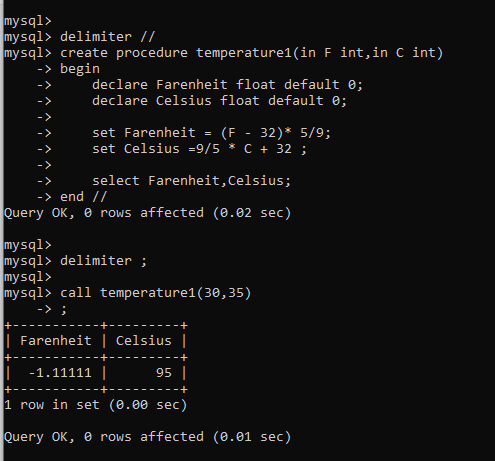 mysql>
mysql> delimiter //
mysql> create procedure temperature1(in F int,in C int)
    -> begin
    ->     declare Farenheit float default 0;
    ->     declare Celsius float default 0;
    ->
    ->     set Farenheit = (F - 32)* 5/9;
    ->     set Celsius =9/5 * C + 32 ;
    ->
    ->     select Farenheit,Celsius;
    -> end //
Query OK, 0 rows affected (0.02 sec)

mysql>
mysql> delimiter ;
mysql>
mysql> call temperature1(30,35)
    -> ;
+-----------+---------+
| Farenheit | Celsius |
+-----------+---------+
|  -1.11111 |      95 |
+-----------+---------+
1 row in set (0.00 sec)

Query OK, 0 rows affected (0.01 sec)